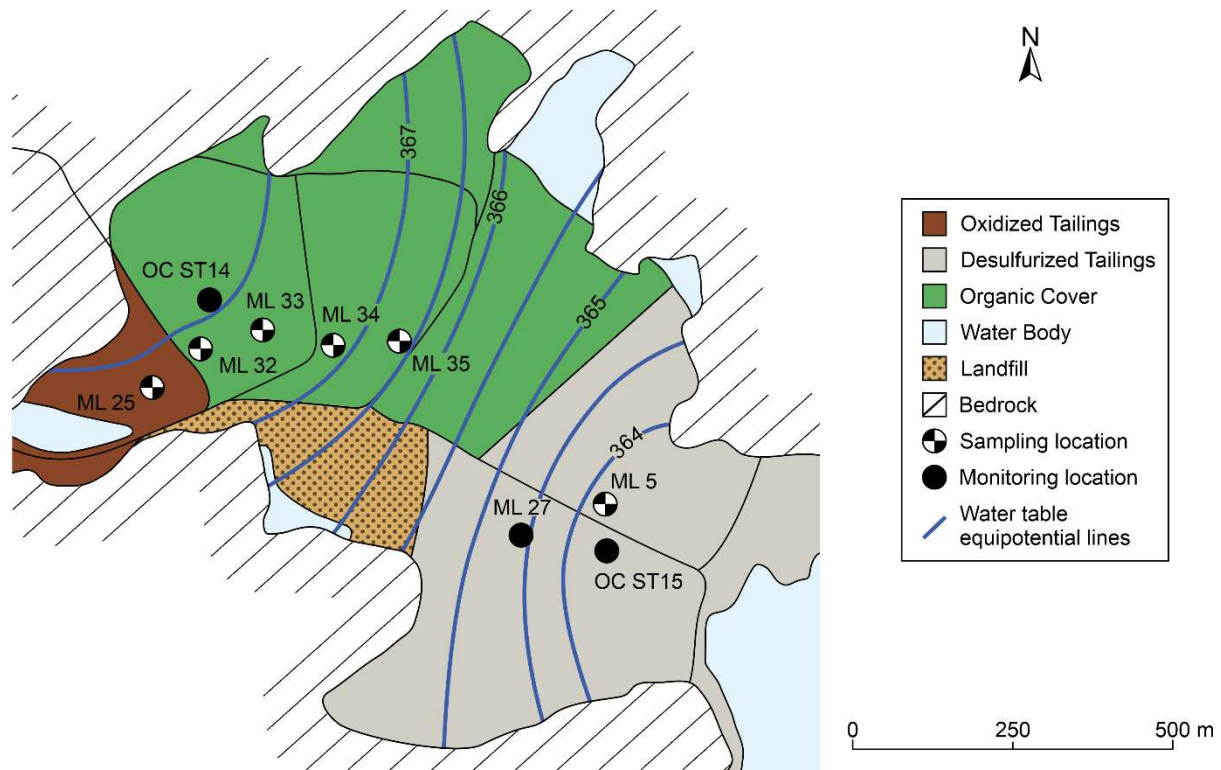 N
367
366
365
364
OC ST14
ML 33
ML 34
ML 32
ML 35
ML 25
ML 5
ML 27
OC ST15
Oxidized Tailings
Desulfurized Tailings
Organic Cover
Water Body
Landfill
Bedrock
Sampling location
Monitoring location
Water table
equipotential lines
0 250 500 m